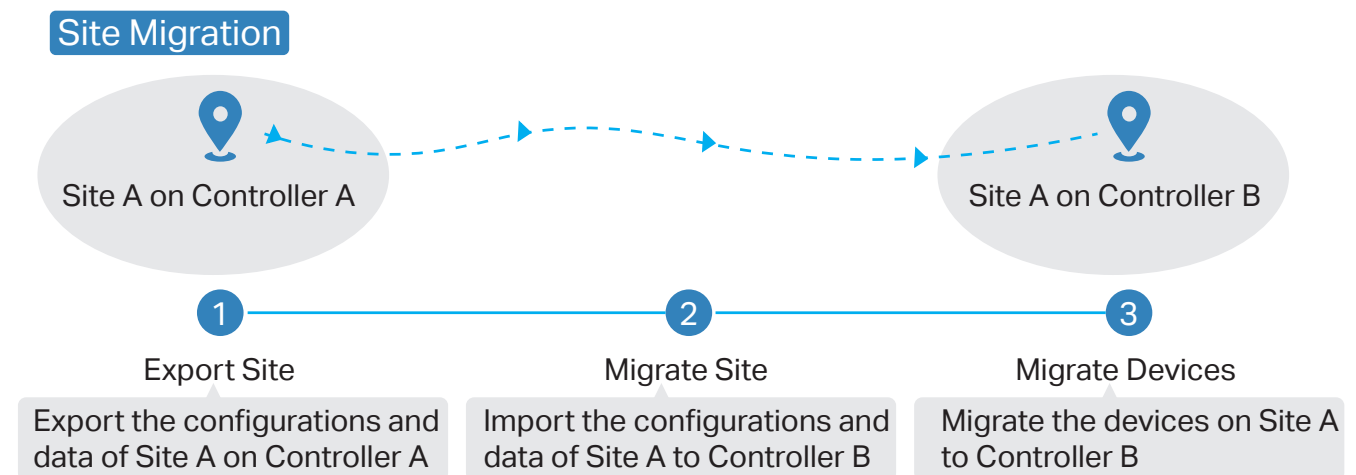 Site Migration
Site A on Controller A
Site A on Controller B
1
2
3
Export Site
Migrate Site
Migrate Devices
Export the configurations and
data of Site A on Controller A
Import the configurations and
data of Site A to Controller B
Migrate the devices on Site A
to Controller B